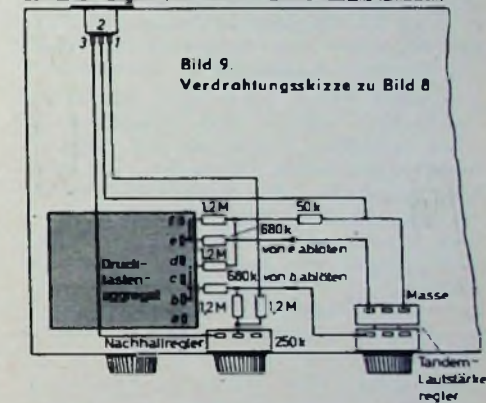 2
3 1
Bild 9.
Verdrahtungsskizze zu Bild 8
1,2M
50k
f
680k
e
von e ablöten
1,2M
d
Druck-
tasten-
aggregat
c
680k
von b ablöten
b
Masse
1,2M
1,2M
a
Nachhallregler
250k
Tandem-
Lautstärke
regler